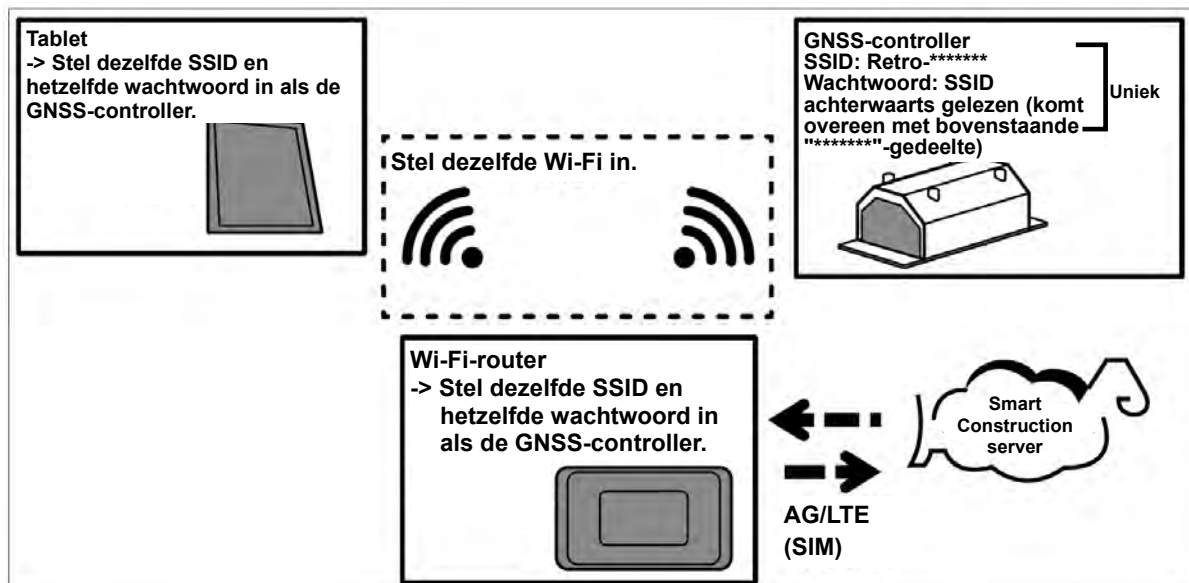 Tablet
-> Stel dezelfde SSID en
hetzelfde wachtwoord in als de
GNSS-controller.
GNSS-controller
SSID: Retro-*******
Wachtwoord: SSID
achterwaarts gelezen (komt
overeen met bovenstaande
"*******"-gedeelte)
Uniek
Stel dezelfde Wi-Fi in.
Wi-Fi-router
-> Stel dezelfde SSID en
hetzelfde wachtwoord in
als de GNSS-controller.
Smart
Construction
server
AG/LTE
(SIM)